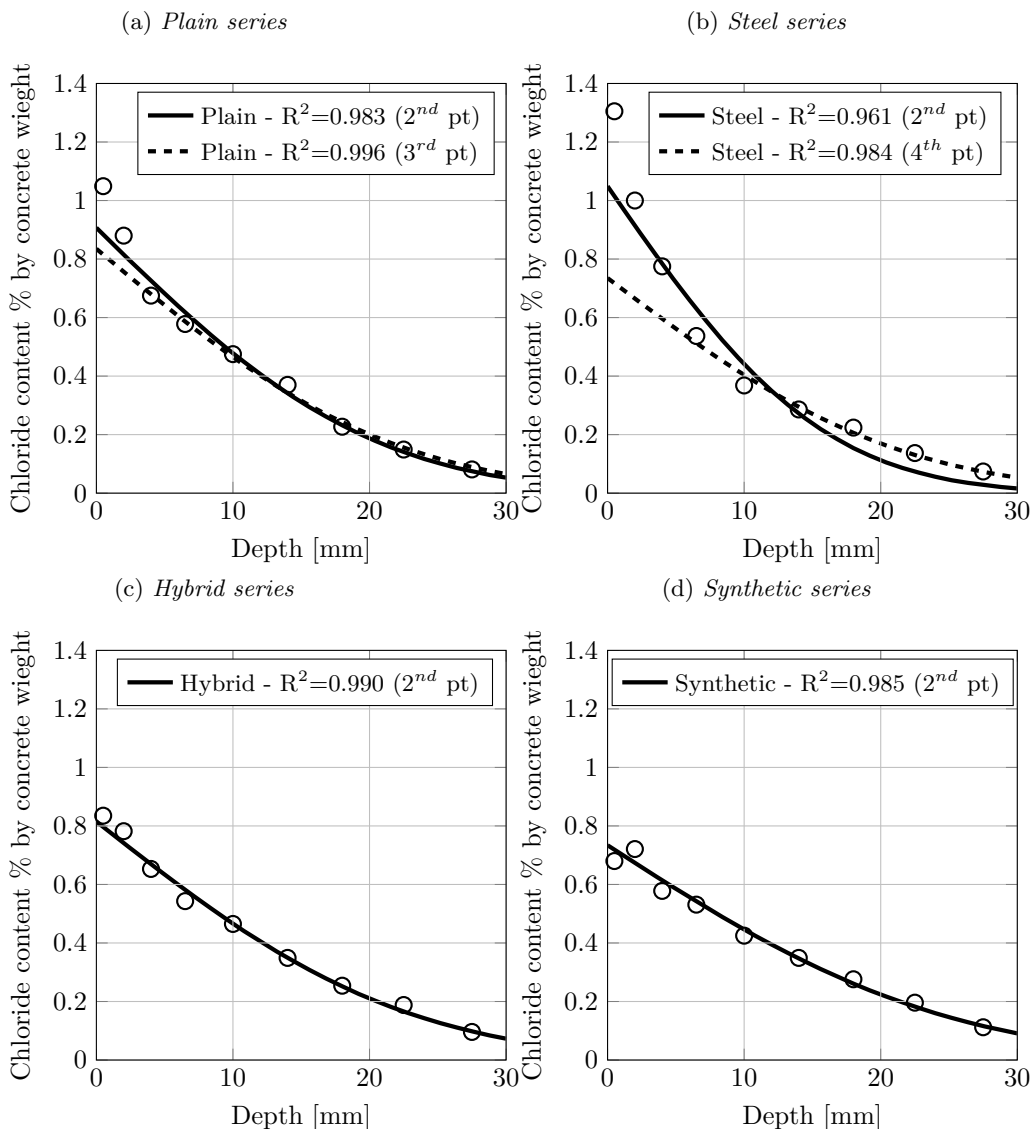 (a) Plain series
Chloride content % by concrete wieght
1.4
1.2
1
0.8
0.6
0.4
0.2
0
Plain - R²=0.983 (2ⁿᵈ pt)
Plain - R²=0.996 (3ʳᵈ pt)
0 10 20 30
Depth [mm]
(b) Steel series
Chloride content % by concrete wieght
1.4
1.2
1
0.8
0.6
0.4
0.2
0
Steel - R²=0.961 (2ⁿᵈ pt)
Steel - R²=0.984 (4ᵗʰ pt)
0 10 20 30
Depth [mm]
(c) Hybrid series
Chloride content % by concrete wieght
1.4
1.2
1
0.8
0.6
0.4
0.2
0
Hybrid - R²=0.990 (2ⁿᵈ pt)
0 10 20 30
Depth [mm]
(d) Synthetic series
Chloride content % by concrete wieght
1.4
1.2
1
0.8
0.6
0.4
0.2
0
Synthetic - R²=0.985 (2ⁿᵈ pt)
0 10 20 30
Depth [mm]